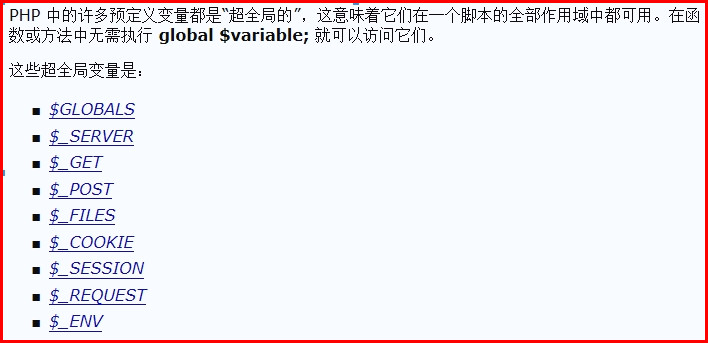 PHP 中的许多预定义变量都是“超全局的”，这意味着它们在一个脚本的全部作用域中都可用。在函
数或方法中无需执行 global $variable; 就可以访问它们。
这些超全局变量是：
■ $GLOBALS
■ $_SERVER
■ $_GET
■ $_POST
■ $_FILES
■ $_COOKIE
■ $_SESSION
■ $_REQUEST
■ $_ENV